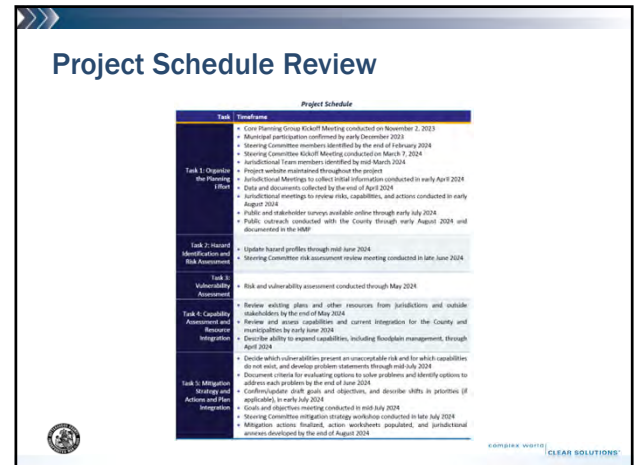 Project Schedule Review
Project Schedule
Task Timeframe
Task 1: Organize
the Planning
Effort
• Core Planning Group Kickoff Meeting conducted on November 2, 2023
• Municipal participation confirmed by early December 2023
• Steering Committee members identified by the end of February 2024
• Steering Committee Kickoff Meeting conducted on March 7, 2024
• Jurisdictional Team members identified by mid-March 2024
• Project website maintained throughout the project
• Jurisdictional Meetings to collect initial information conducted in early April 2024
• Data and documents collected by the end of April 2024
• Jurisdictional meetings to review risks, capabilities, and actions conducted in early
August 2024
• Public and stakeholder surveys available online through early July 2024
• Public outreach conducted with the County through early August 2024 and
documented in the HMP
Task 2: Hazard
Identification and
Risk Assessment
• Update hazard profiles through mid-June 2024
• Steering Committee risk assessment review meeting conducted in late June 2024
Task 3:
Vulnerability
Assessment
• Risk and vulnerability assessment conducted through May 2024
Task 4: Capability
Assessment and
Resource
Integration
• Review existing plans and other resources from jurisdictions and outside
stakeholders by the end of May 2024
• Review and assess capabilities and current integration for the County and
municipalities by early June 2024
• Describe ability to expand capabilities, including floodplain management, through
April 2024
Task 5: Mitigation
Strategy and
Actions and Plan
Integration
• Decide which vulnerabilities present an unacceptable risk and for which capabilities
do not exist, and develop problem statements through mid-July 2024
• Document criteria for evaluating options to solve problems and identify options to
address each problem by the end of June 2024
• Confirm/update draft goals and objectives, and describe shifts in priorities (if
applicable), in early July 2024
• Goals and objectives meeting conducted in mid-July 2024
• Steering Committee mitigation strategy workshop conducted in late July 2024
• Mitigation actions finalized, action worksheets populated, and jurisdictional
annexes developed by the end of August 2024
complex world
CLEAR SOLUTIONS™